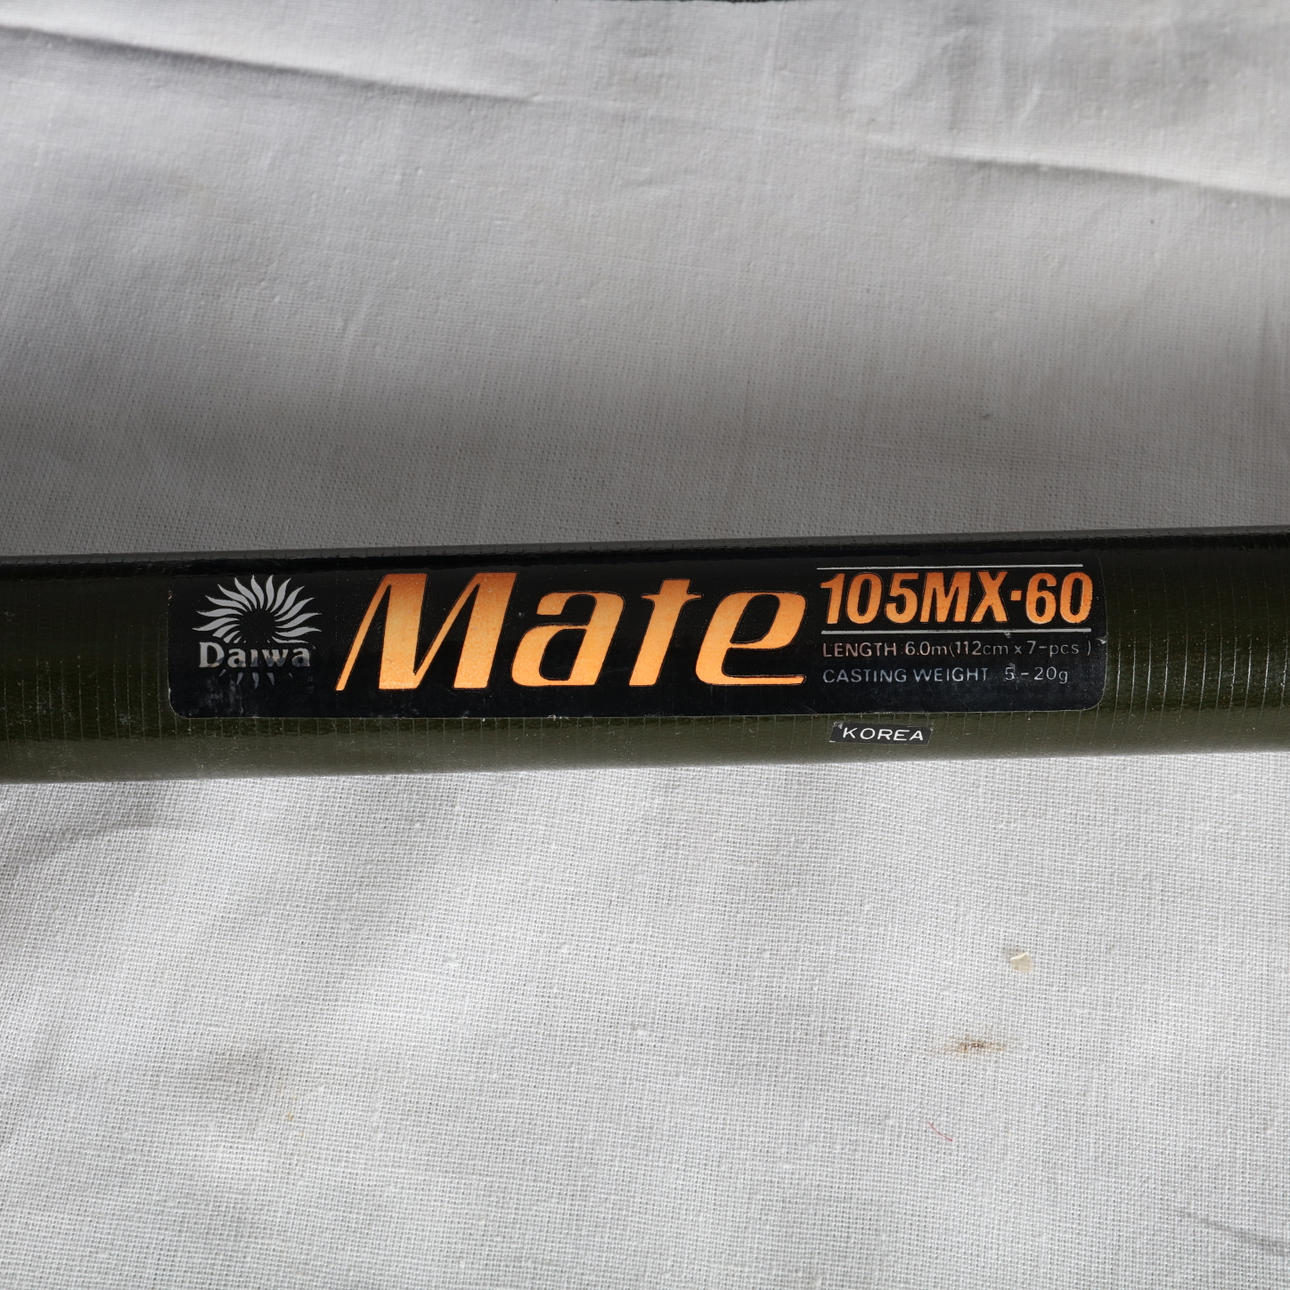 Daiwa
Mate
105MX-60
LENGTH 6.0m(112cm x 7-pcs)
CASTING WEIGHT 5-20g
KOREA